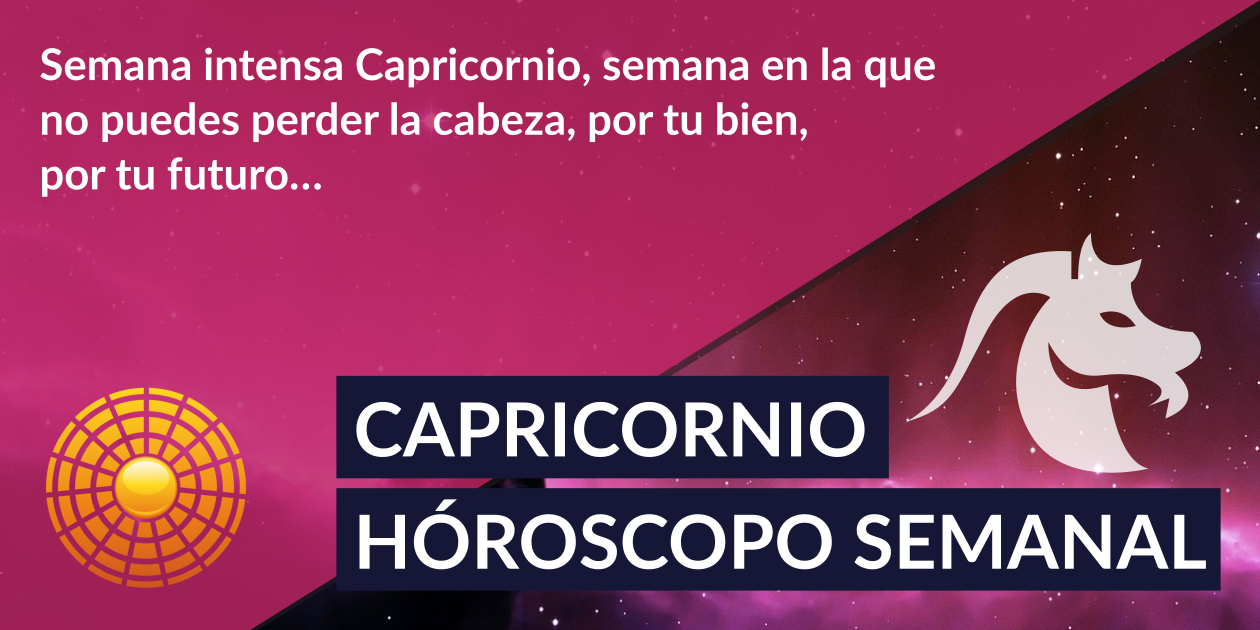 Semana intensa Capricornio, semana en la que
no puedes perder la cabeza, por tu bien,
por tu futuro...
CAPRICORNIO
HÓROSCOPO SEMANAL